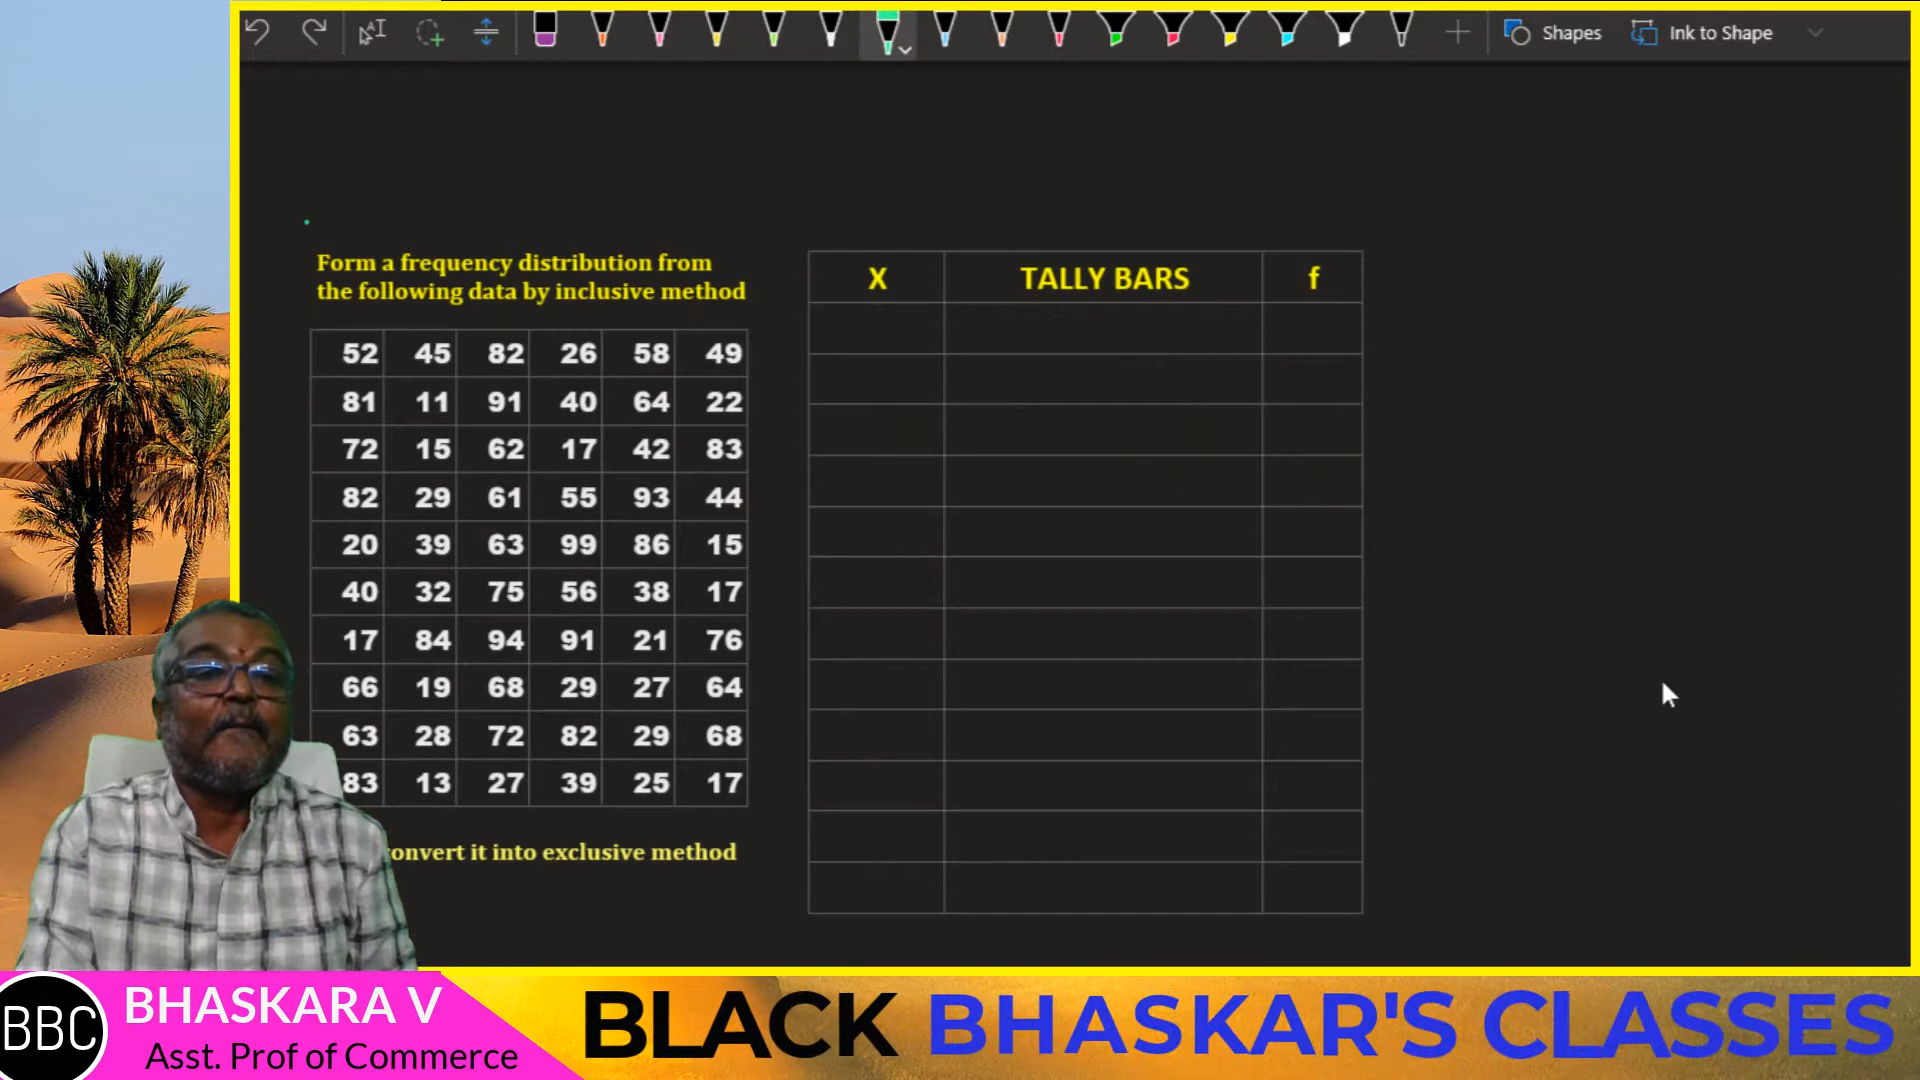 Shapes
Ink to Shape
Form a frequency distribution from
the following data by inclusive method
52 45 82 26 58 49
81 11 91 40 64 22
72 15 62 17 42 83
82 29 61 55 93 44
20 39 63 99 86 15
40 32 75 56 38 17
17 84 94 91 21 76
66 19 68 29 27 64
63 28 72 82 29 68
83 13 27 39 25 17
onvert it into exclusive method
X TALLY BARS f
BBC
BHASKARA V
Asst. Prof of Commerce
BLACK BHASKAR'S CLASSES